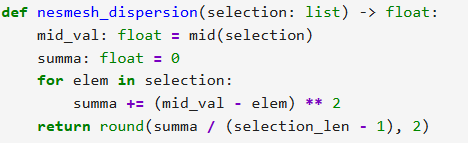 def nesmesh_dispersion(selection: list) -> float:
    mid_val: float = mid(selection)
    summa: float = 0
    for elem in selection:
        summa += (mid_val - elem) ** 2
    return round(summa / (selection_len - 1), 2)